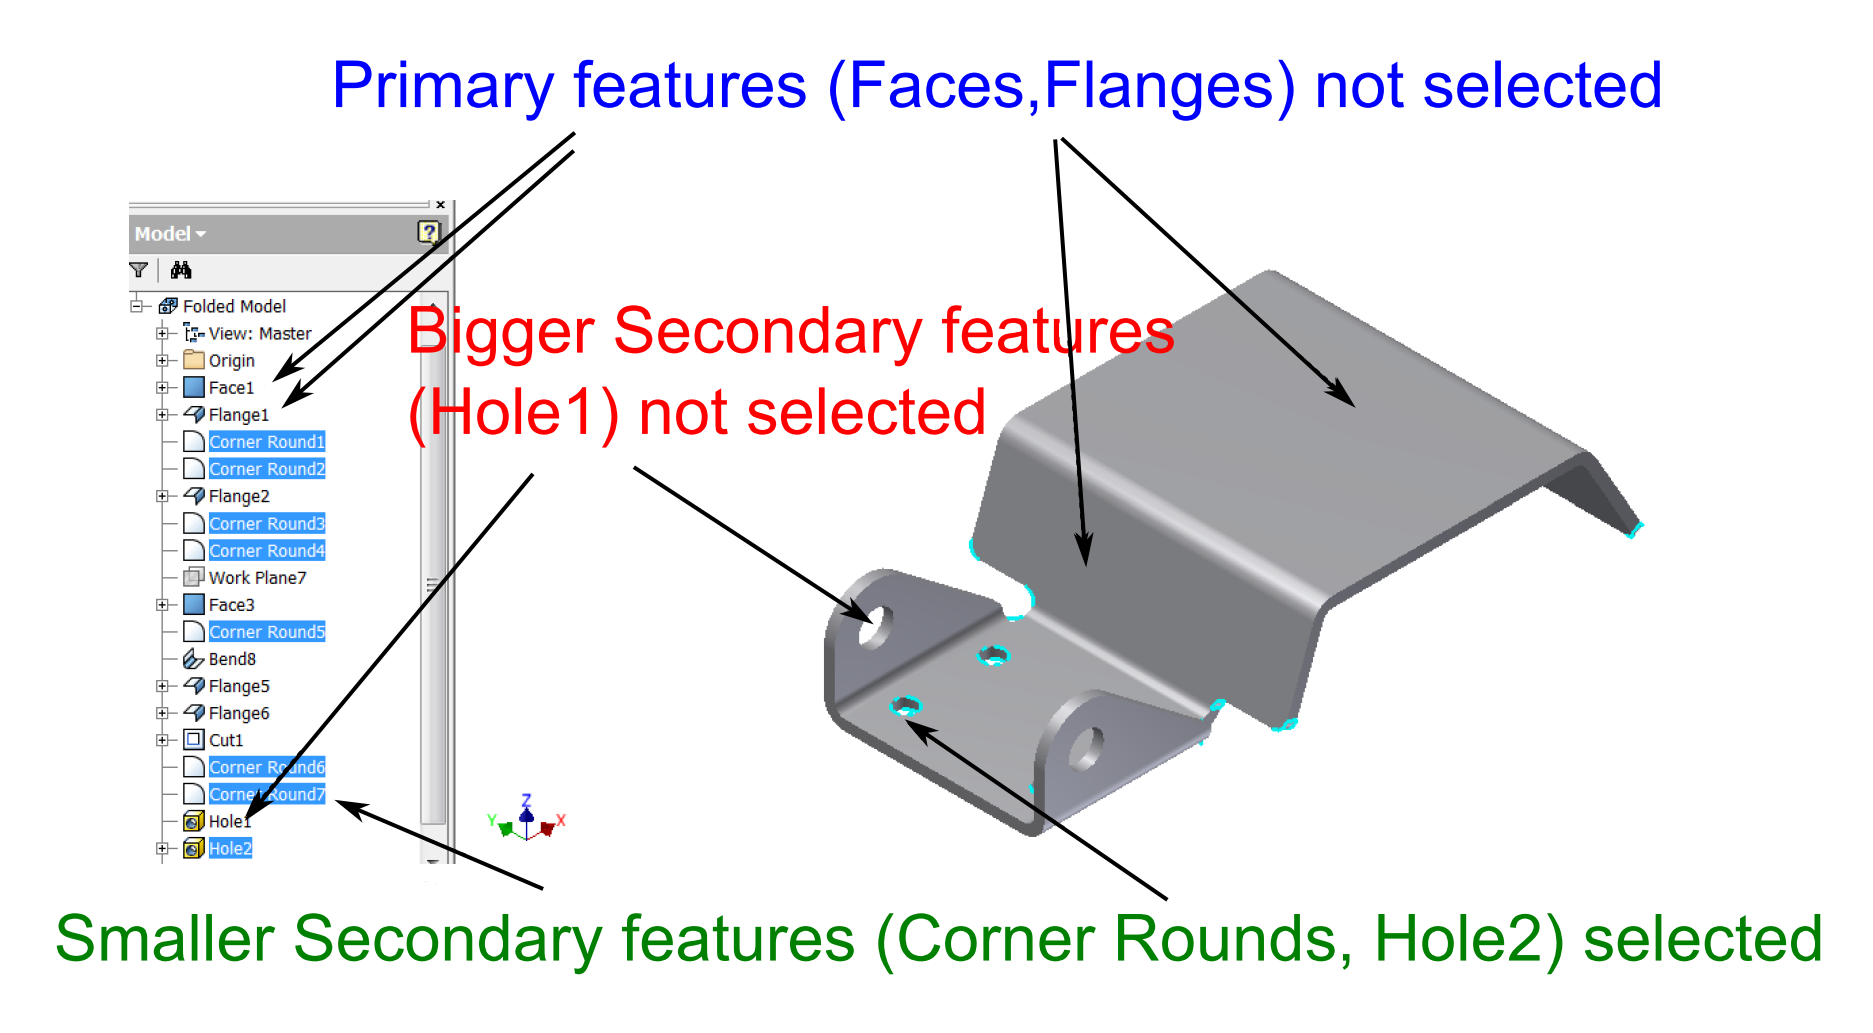 Primary features (Faces,Flanges) not selected
Model
Folded Model
View: Master
Origin
Face1
Flange1
Corner Round1
Corner Round2
Flange2
Corner Round3
Corner Round4
Work Plane7
Face3
Corner Round5
Bend8
Flange5
Flange6
Cut1
Corner Round6
Corner Round7
Hole1
Hole2
Bigger Secondary features
(Hole1) not selected
Z
Y
X
Smaller Secondary features (Corner Rounds, Hole2) selected